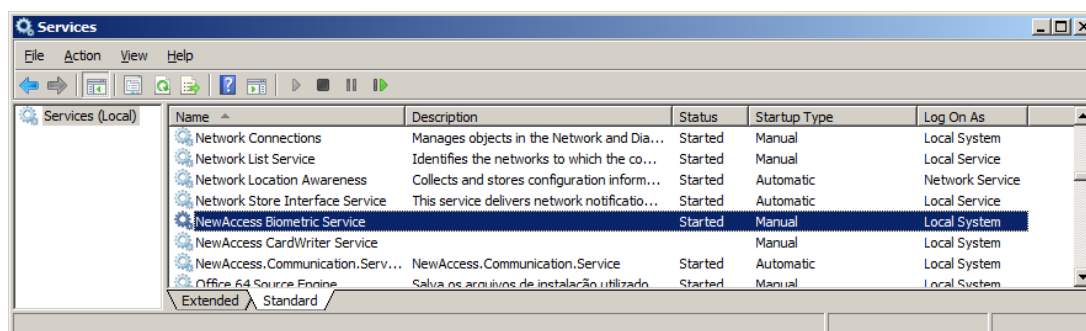 Services
File Action View Help
Services (Local)
Name Description Status Startup Type Log On As
Network Connections Manages objects in the Network and Dia... Started Manual Local System
Network List Service Identifies the networks to which the co... Started Manual Local Service
Network Location Awareness Collects and stores configuration inform... Started Automatic Network Service
Network Store Interface Service This service delivers network notificatio... Started Automatic Local Service
NewAccess Biometric Service Started Manual Local System
NewAccess CardWriter Service Manual Local System
NewAccess.Communication.Serv... NewAccess.Communication.Service Started Automatic Local System
Office 64 Source Engine Salva os arquivos de instalação utilizado Started Manual Local System
Extended Standard